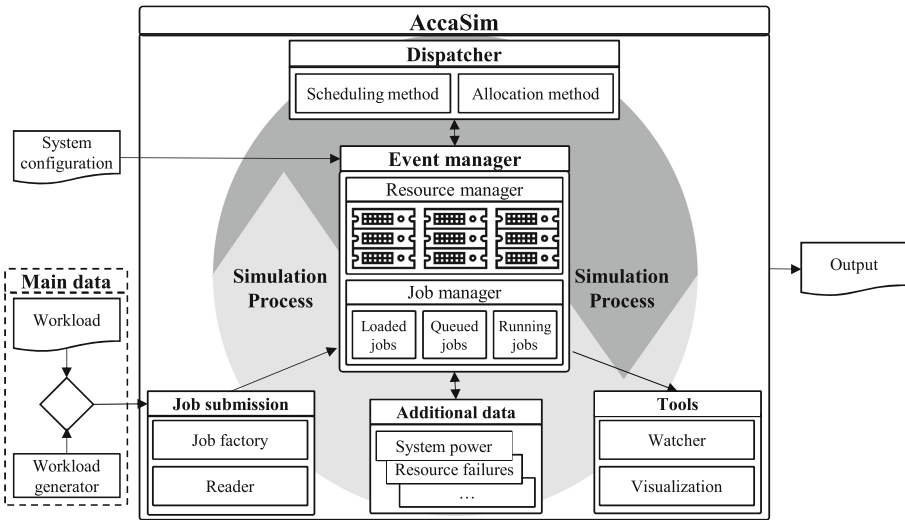 AccaSim
Dispatcher
Scheduling method
Allocation method
System
configuration
Event manager
Resource manager
Simulation
Process
Simulation
Process
Output
Main data
Workload
Job manager
Loaded
jobs
Queued
jobs
Running
jobs
Job submission
Job factory
Reader
Workload
generator
Additional data
System power
Resource failures
...
Tools
Watcher
Visualization